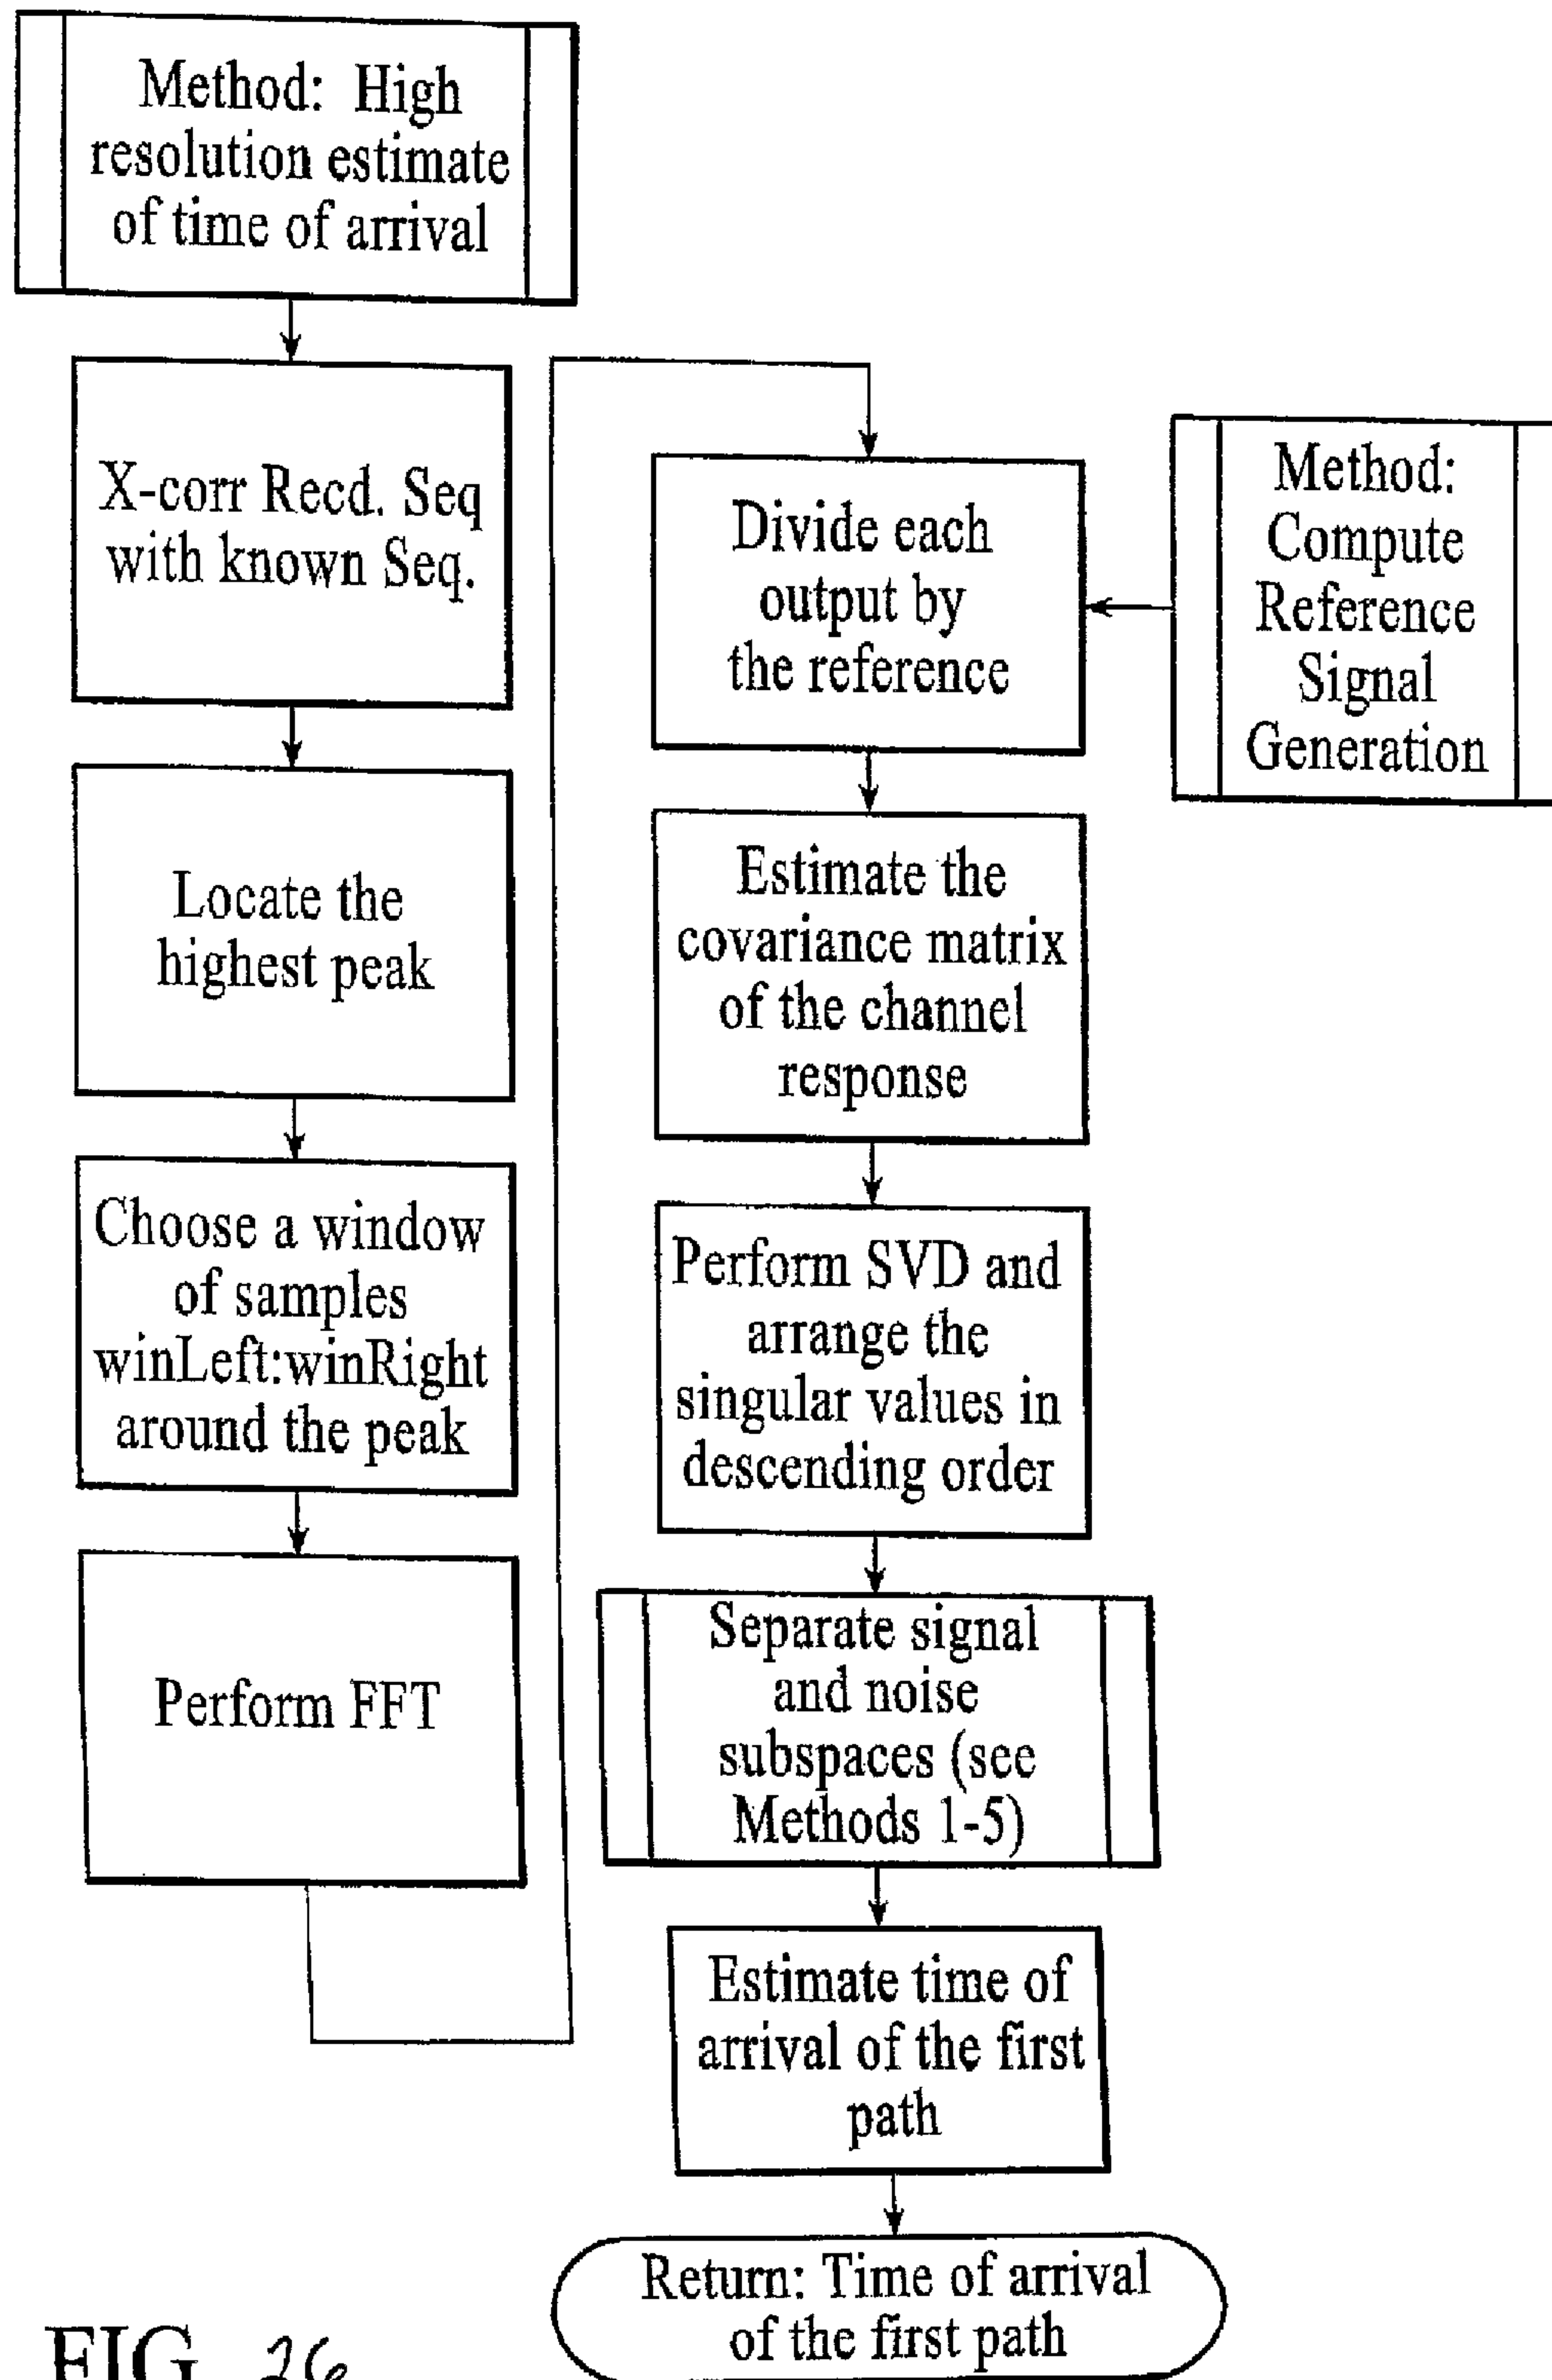 Method: High
resolution estimate
of time of arrival
X-corr Recd. Seq
with known Seq.
Locate the
highest peak
Choose a window
of samples
winLeft:winRight
around the peak
Perform FFT
Divide each
output by
the reference
Method:
Compute
Reference
Signal
Generation
Estimate the
covariance matrix
of the channel
response
Perform SVD and
arrange the
singular values in
descending order
Separate signal
and noise
subspaces (see
Methods 1-5)
Estimate time of
arrival of the first
path
Return: Time of arrival
of the first path
FIG 26